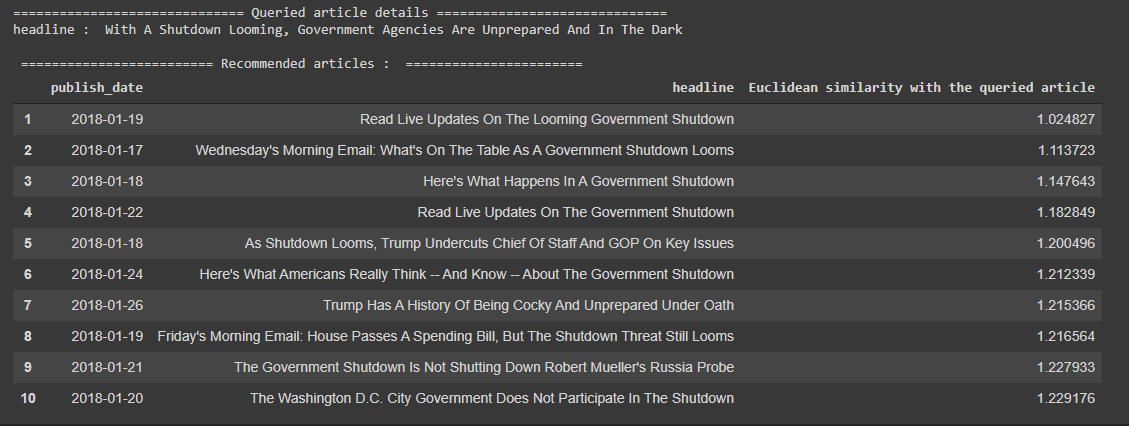 ============================== Queried article details ==============================
headline :  With A Shutdown Looming, Government Agencies Are Unprepared And In The Dark
========================= Recommended articles :  =======================
publish_date headline Euclidean similarity with the queried article
1 2018-01-19 Read Live Updates On The Looming Government Shutdown 1.024827
2 2018-01-17 Wednesday's Morning Email: What's On The Table As A Government Shutdown Looms 1.113723
3 2018-01-18 Here's What Happens In A Government Shutdown 1.147643
4 2018-01-22 Read Live Updates On The Government Shutdown 1.182849
5 2018-01-18 As Shutdown Looms, Trump Undercuts Chief Of Staff And GOP On Key Issues 1.200496
6 2018-01-24 Here's What Americans Really Think -- And Know -- About The Government Shutdown 1.212339
7 2018-01-26 Trump Has A History Of Being Cocky And Unprepared Under Oath 1.215366
8 2018-01-19 Friday's Morning Email: House Passes A Spending Bill, But The Shutdown Threat Still Looms 1.216564
9 2018-01-21 The Government Shutdown Is Not Shutting Down Robert Mueller's Russia Probe 1.227933
10 2018-01-20 The Washington D.C. City Government Does Not Participate In The Shutdown 1.229176